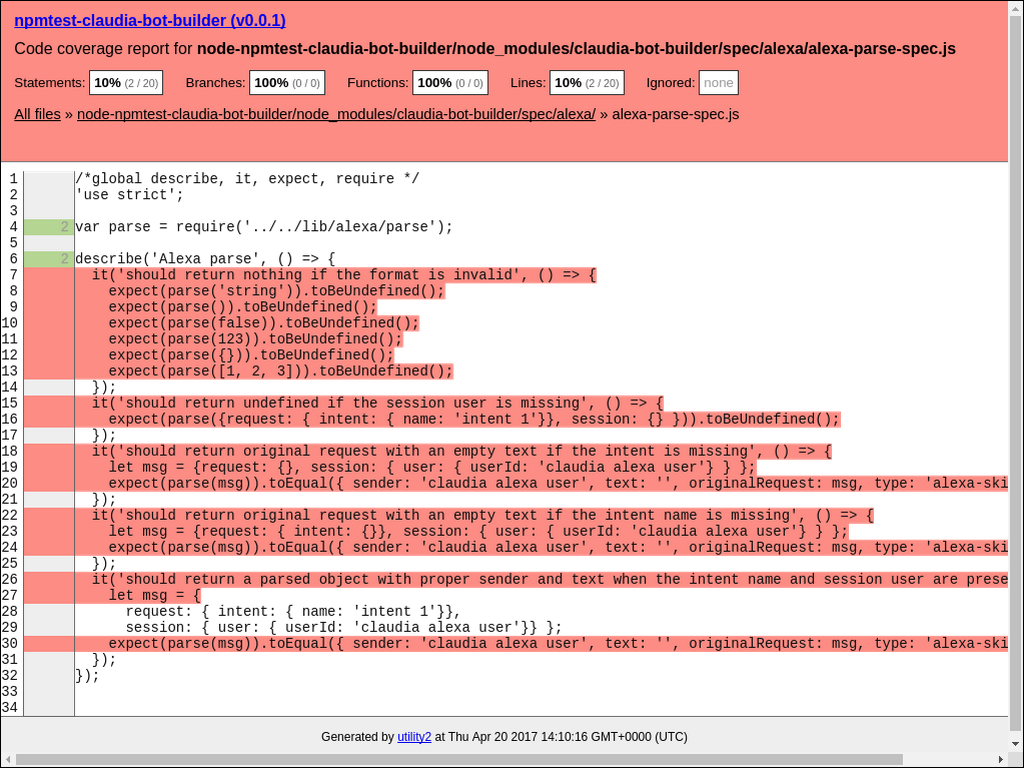 npmtest-claudia-bot-builder (v0.0.1)
Code coverage report for node-npmtest-claudia-bot-builder/node_modules/claudia-bot-builder/spec/alexa/alexa-parse-spec.js
Statements: 10% (2 / 20) Branches: 100% (0 / 0) Functions: 100% (0 / 0) Lines: 10% (2 / 20) Ignored: none
All files » node-npmtest-claudia-bot-builder/node_modules/claudia-bot-builder/spec/alexa/ » alexa-parse-spec.js
1 /*global describe, it, expect, require */
2 'use strict';
3
4 2 var parse = require('../../lib/alexa/parse');
5
6 2 describe('Alexa parse', () => {
7 it('should return nothing if the format is invalid', () => {
8 expect(parse('string')).toBeUndefined();
9 expect(parse()).toBeUndefined();
10 expect(parse(false)).toBeUndefined();
11 expect(parse(123)).toBeUndefined();
12 expect(parse({})).toBeUndefined();
13 expect(parse([1, 2, 3])).toBeUndefined();
14 });
15 it('should return undefined if the session user is missing', () => {
16 expect(parse({request: { intent: { name: 'intent 1'}}, session: {} })).toBeUndefined();
17 });
18 it('should return original request with an empty text if the intent is missing', () => {
19 let msg = {request: {}, session: { user: { userId: 'claudia alexa user'} } };
20 expect(parse(msg)).toEqual({ sender: 'claudia alexa user', text: '', originalRequest: msg, type: 'alexa-ski
21 });
22 it('should return original request with an empty text if the intent name is missing', () => {
23 let msg = {request: { intent: {}}, session: { user: { userId: 'claudia alexa user'} } };
24 expect(parse(msg)).toEqual({ sender: 'claudia alexa user', text: '', originalRequest: msg, type: 'alexa-ski
25 });
26 it('should return a parsed object with proper sender and text when the intent name and session user are prese
27 let msg = {
28 request: { intent: { name: 'intent 1'}},
29 session: { user: { userId: 'claudia alexa user'}} };
30 expect(parse(msg)).toEqual({ sender: 'claudia alexa user', text: '', originalRequest: msg, type: 'alexa-ski
31 });
32 });
33
34
Generated by utility2 at Thu Apr 20 2017 14:10:16 GMT+0000 (UTC)